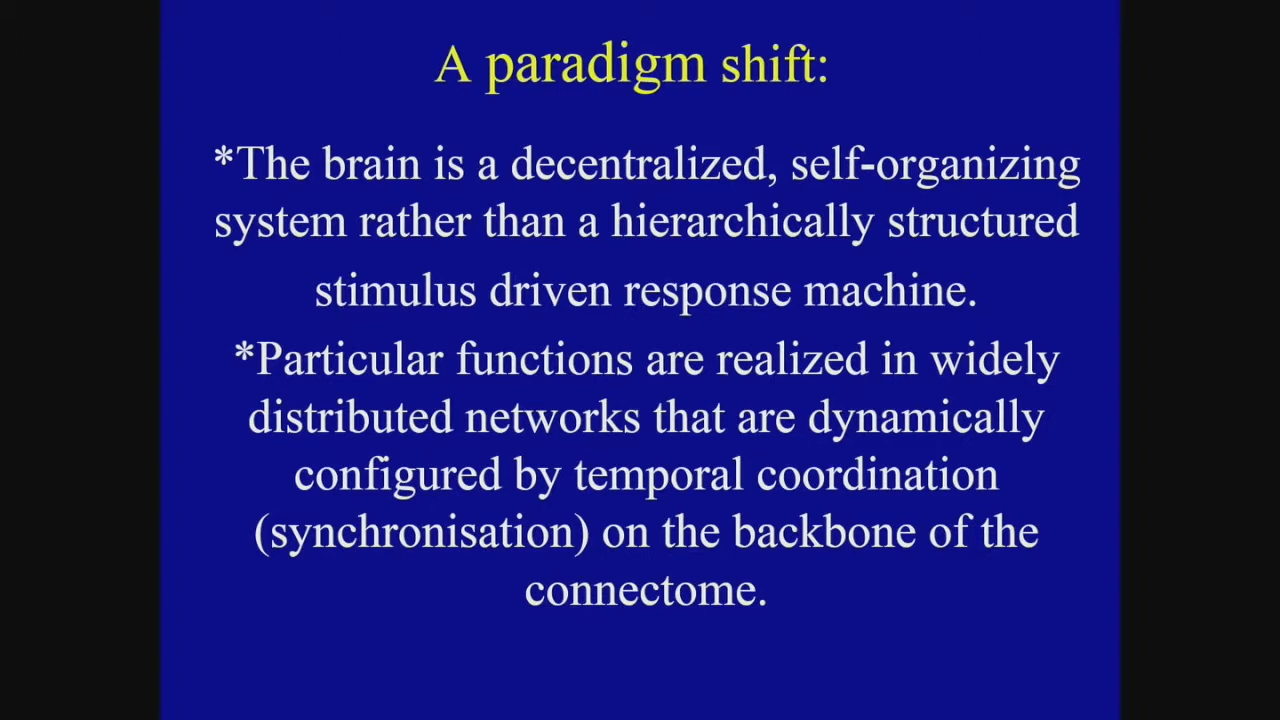 A paradigm shift:
*The brain is a decentralized, self-organizing
system rather than a hierarchically structured
stimulus driven response machine.
*Particular functions are realized in widely
distributed networks that are dynamically
configured by temporal coordination
(synchronisation) on the backbone of the
connectome.